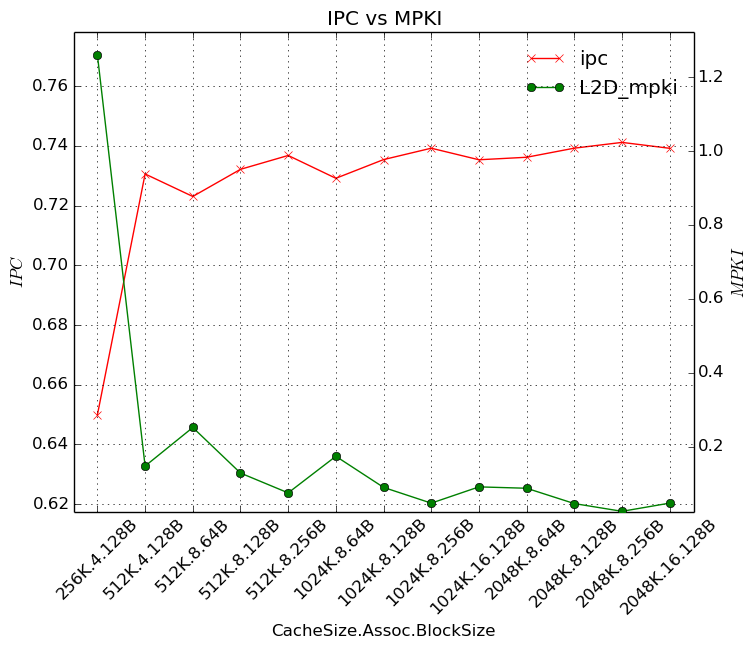 IPC vs MPKI
ipc
L2D_mpki
0.76
0.74
0.72
0.70
0.68
0.66
0.64
0.62
IPC
1.2
1.0
0.8
0.6
0.4
0.2
MPKI
256K.4.128B
512K.4.128B
512K.8.64B
512K.8.128B
512K.8.256B
1024K.8.64B
1024K.8.128B
1024K.8.256B
1024K.16.128B
2048K.8.64B
2048K.8.128B
2048K.8.256B
2048K.16.128B
CacheSize.Assoc.BlockSize